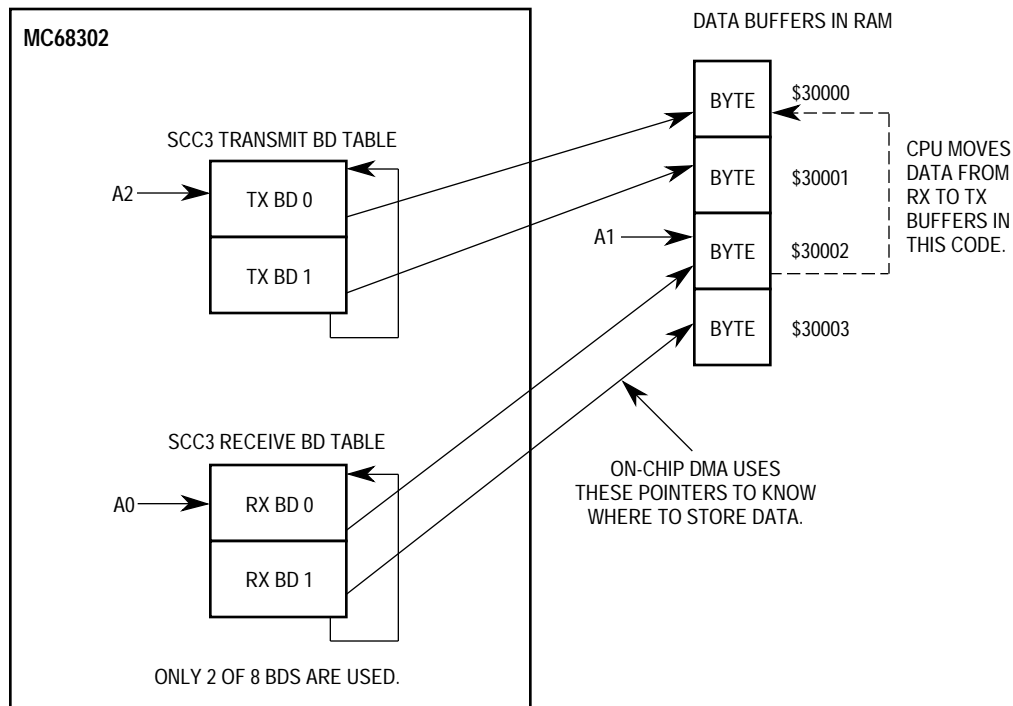 MC68302
DATA BUFFERS IN RAM
SCC3 TRANSMIT BD TABLE
A2
TX BD 0
TX BD 1
BYTE
$30000
BYTE
$30001
A1
BYTE
$30002
BYTE
$30003
CPU MOVES
DATA FROM
RX TO TX
BUFFERS IN
THIS CODE.
SCC3 RECEIVE BD TABLE
A0
RX BD 0
RX BD 1
ON-CHIP DMA USES
THESE POINTERS TO KNOW
WHERE TO STORE DATA.
ONLY 2 OF 8 BDS ARE USED.